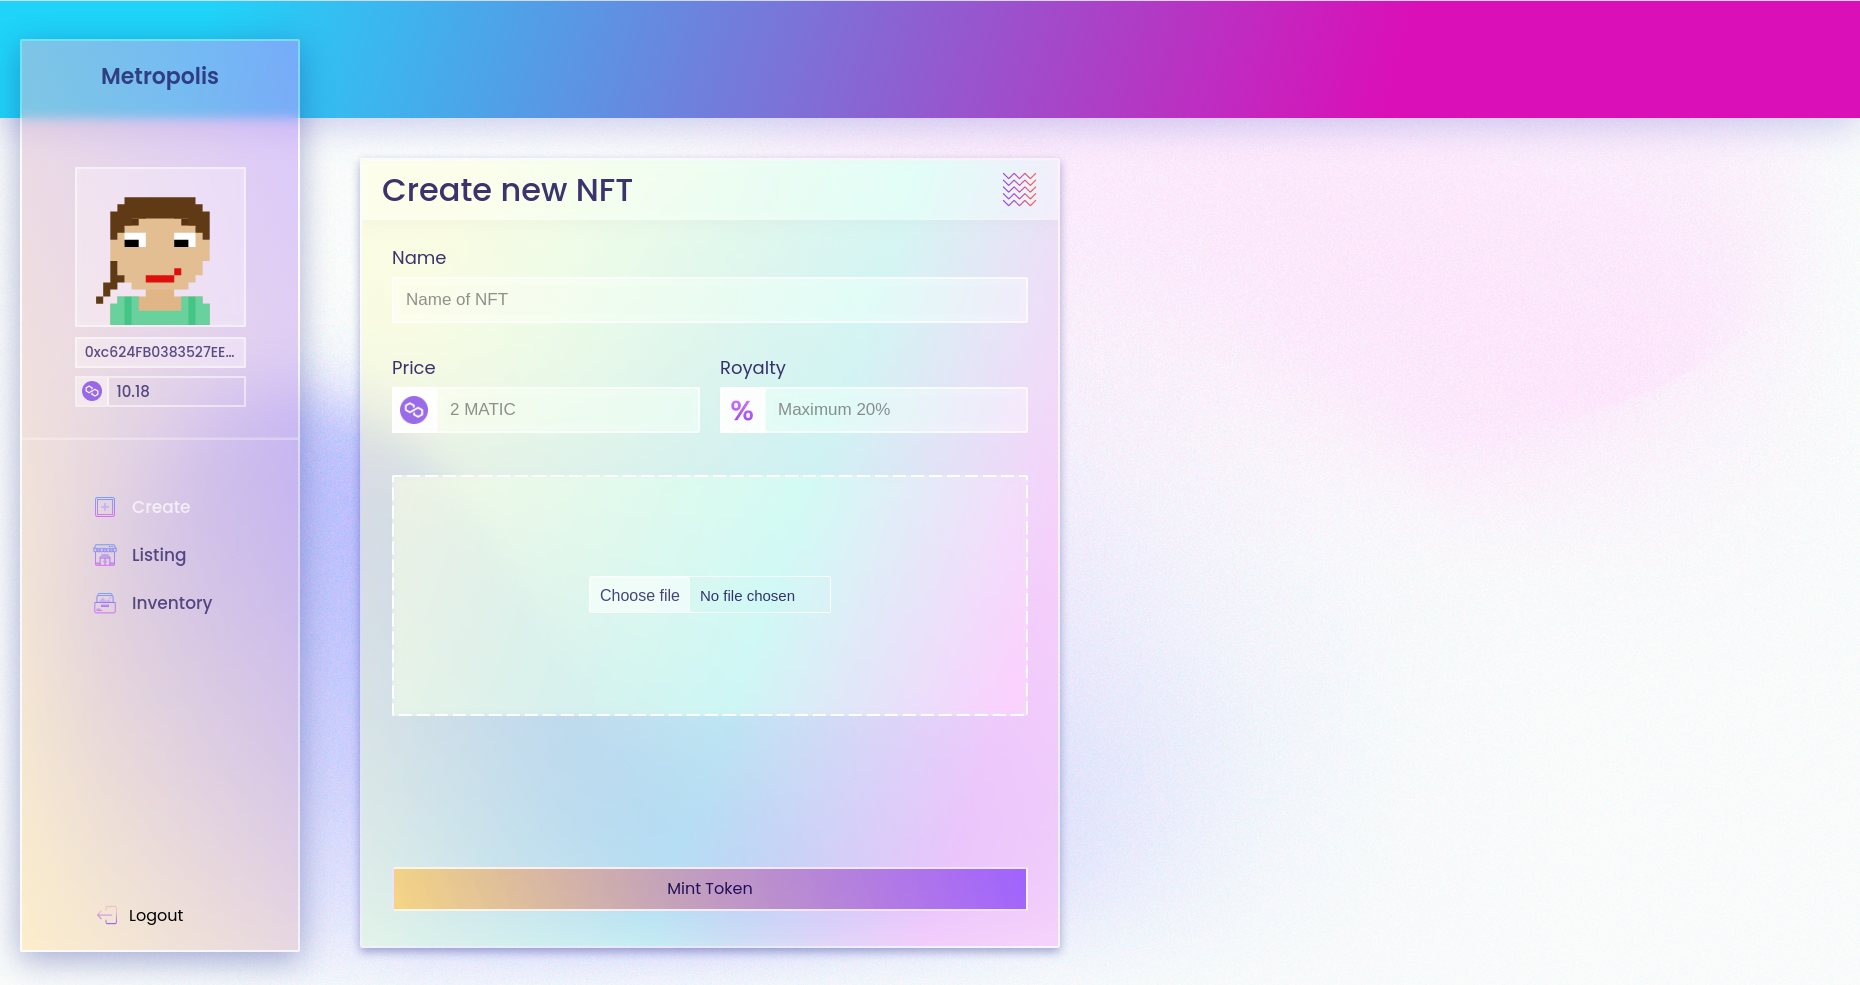 Metropolis
0xc624FB0383527EE...
10.18
Create
Listing
Inventory
Logout
Create new NFT
Name
Name of NFT
Price
Royalty
2 MATIC
% Maximum 20%
Choose file No file chosen
Mint Token